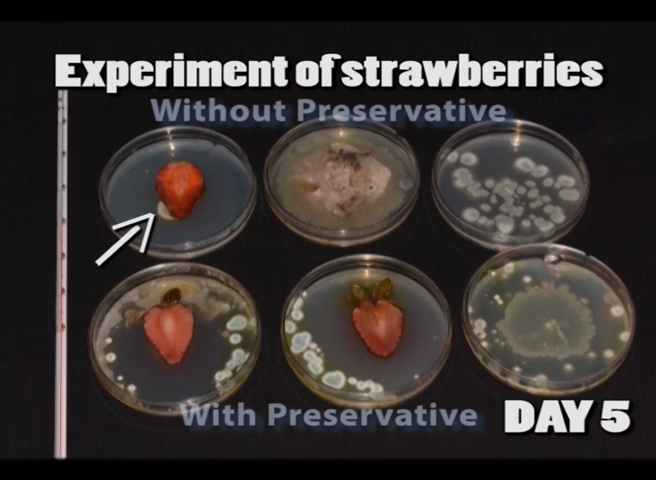 Experiment of strawberries
Without Preservative
With Preservative
DAY 5